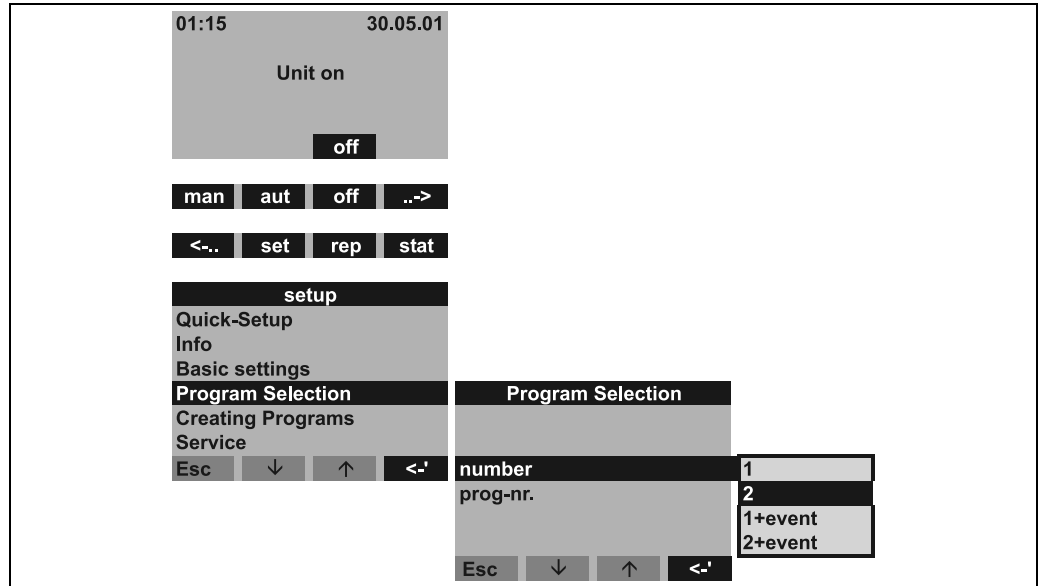 01:15 30.05.01
Unit on
off
man aut off ..->
<-.. set rep stat
setup
Quick-Setup
Info
Basic settings
Program Selection
Creating Programs
Service
Esc ↓ ↑ <-'
Program Selection
number
prog-nr.
Esc ↓ ↑ <-'
1
2
1+event
2+event